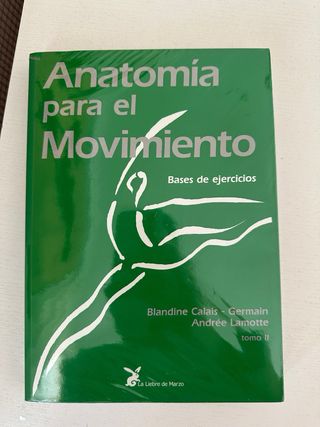 Anatomía
para el
Movimiento
Bases de ejercicios
Blandine Calais - Germain
Andrée Lamotte
tomo II
La Liebre de Marzo